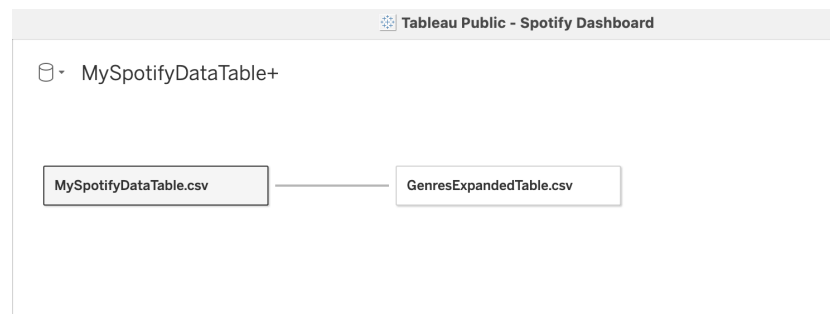 Tableau Public - Spotify Dashboard
MySpotifyDataTable+
MySpotifyDataTable.csv
GenresExpandedTable.csv